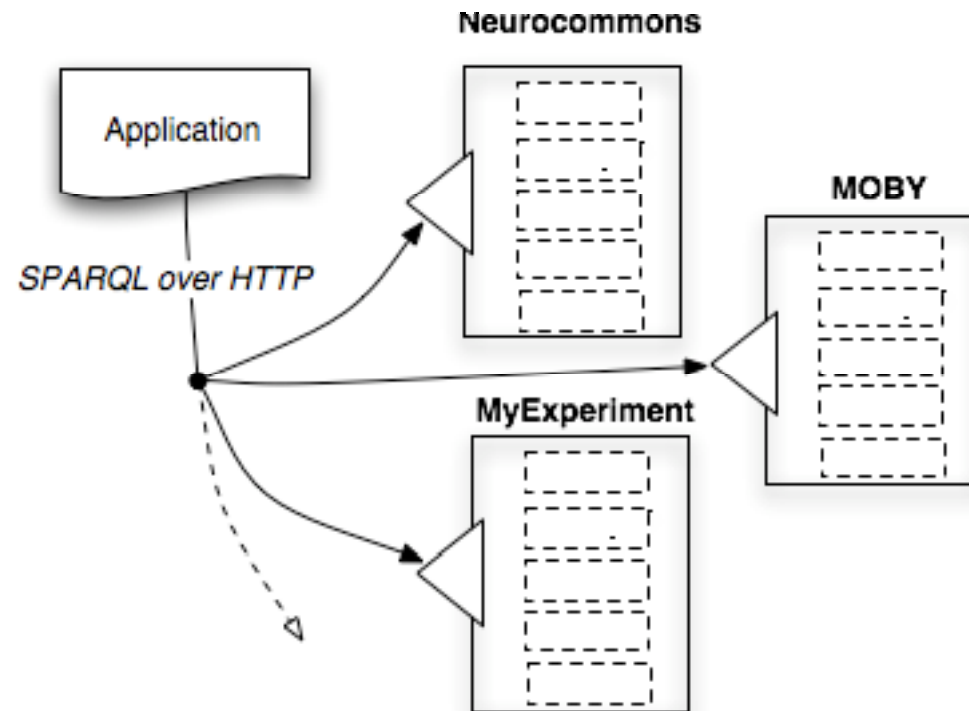 Neurocommons
Application
MOBY
SPARQL over HTTP
MyExperiment